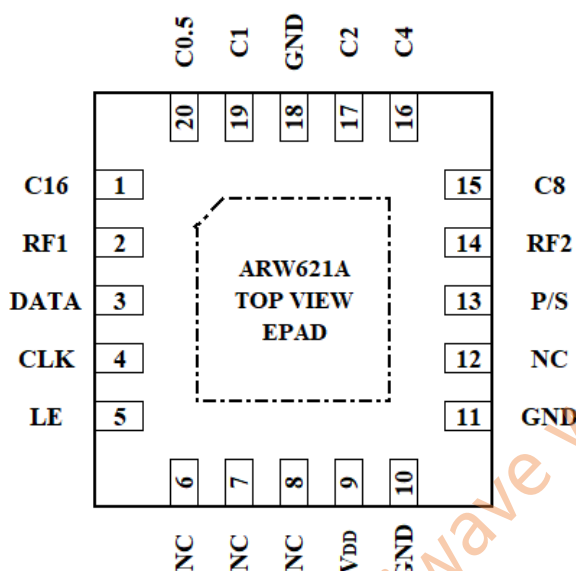 C0.5 C1 GND C2 C4
20 19 18 17 16
C16 1 15 C8
RF1 2 14 RF2
DATA 3 13 P/S
CLK 4 12 NC
LE 5 11 GND
ARW621A
TOP VIEW
EPAD
6 7 8 9 10
NC NC NC VDD GND
wave